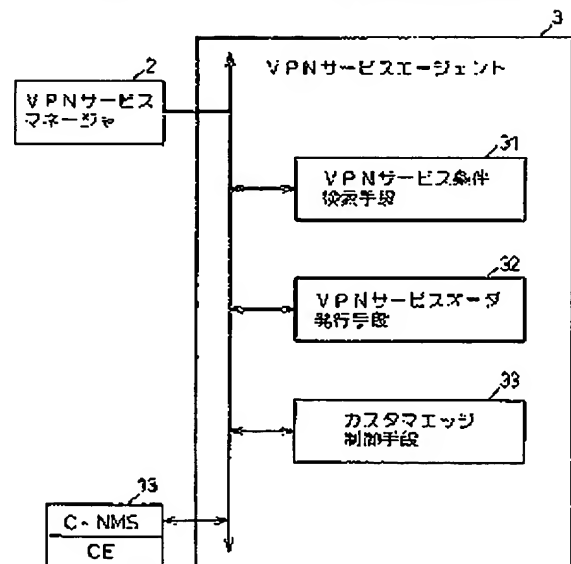 3
VPNサービスエージェント
2
VPNサービス
マネージャ
31
VPNサービス条件
検索手段
32
VPNサービスオーダ
発行手段
33
カスタマエッジ
制御手段
C-NMS
CE